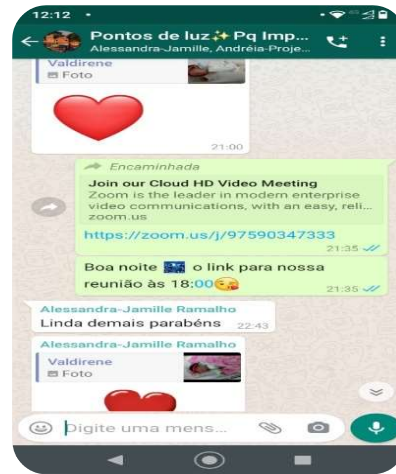 12:12
Pontos de luz✨ Pq Imp...
Alessandra-Jamille, Andréia-Proje...
Valdirene
Foto
21:00
Encaminhada
Join our Cloud HD Video Meeting
Zoom is the leader in modern enterprise
video communications, with an easy, reli...
zoom.us
https://zoom.us/j/97590347333
21:35
Boa noite 🌃 o link para nossa
reunião às 18:00😘
21:35
Alessandra-Jamille Ramalho
Linda demais parabéns 22:43
Alessandra-Jamille Ramalho
Valdirene
Foto
Digite uma mens...